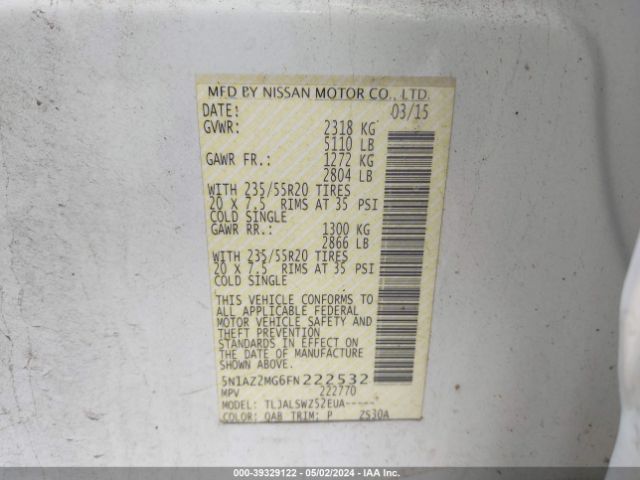 MFD BY NISSAN MOTOR CO., LTD.
DATE: 03/15
GVWR: 2318 KG
5110 LB
GAWR FR.: 1272 KG
2804 LB
WITH 235/55R20 TIRES
20 X 7.5 RIMS AT 35 PSI
COLD SINGLE
GAWR RR.: 1300 KG
2866 LB
WITH 235/55R20 TIRES
20 X 7.5 RIMS AT 35 PSI
COLD SINGLE
THIS VEHICLE CONFORMS TO
ALL APPLICABLE FEDERAL
MOTOR VEHICLE SAFETY AND
THEFT PREVENTION
STANDARDS IN EFFECT ON
THE DATE OF MANUFACTURE
SHOWN ABOVE.
5N1AZ2MG6FN222532
MPV 222770
MODEL: TLJALSWZ52EUA-----
COLOR: QAB TRIM: P ZS30A
000-39329122 - 05/02/2024 - IAA Inc.